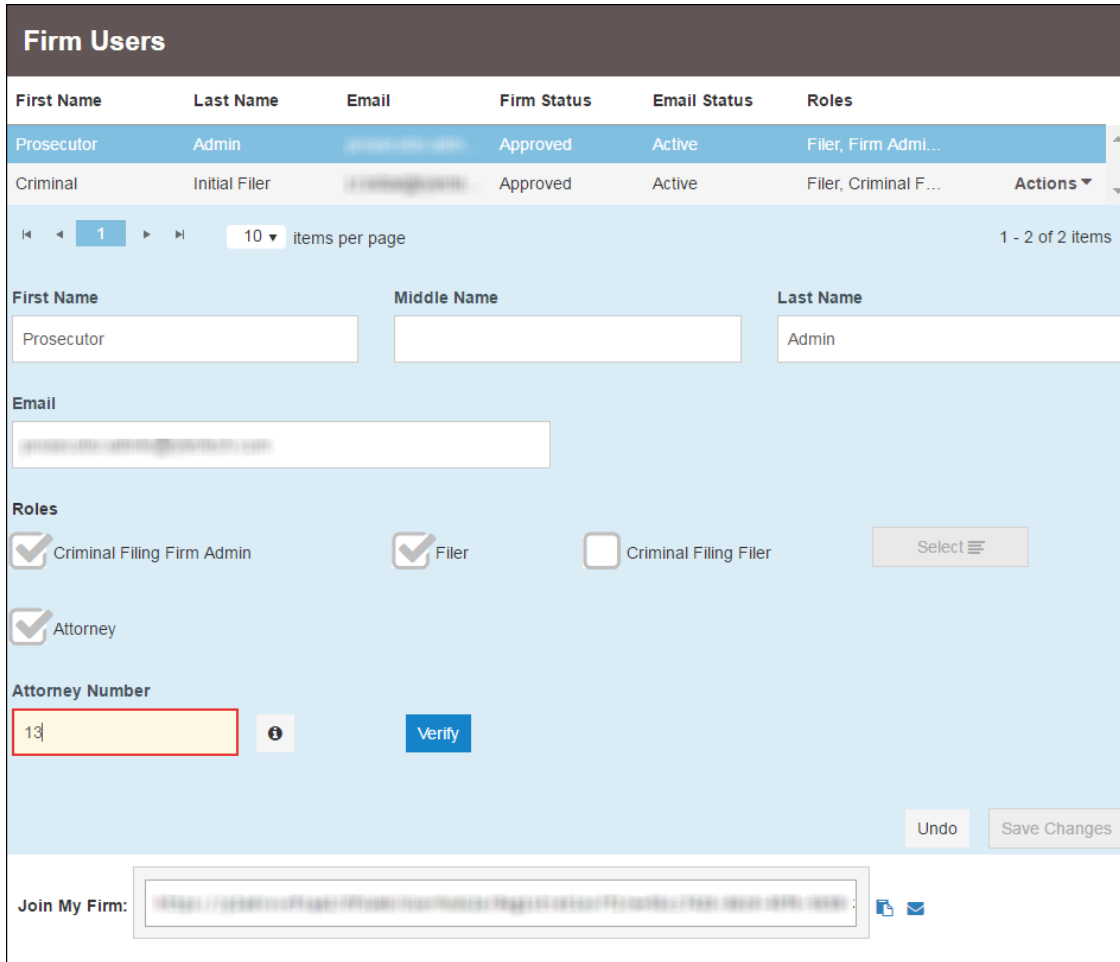 Firm Users
First Name Last Name Email Firm Status Email Status Roles
Prosecutor Admin Approved Active Filer, Firm Admi...
Criminal Initial Filer Approved Active Filer, Criminal F... Actions
1 10 items per page 1 - 2 of 2 items
First Name Middle Name Last Name
Prosecutor Admin
Email
Roles
Criminal Filing Firm Admin Filer Criminal Filing Filer Select
Attorney
Attorney Number
13 Verify
Undo Save Changes
Join My Firm: